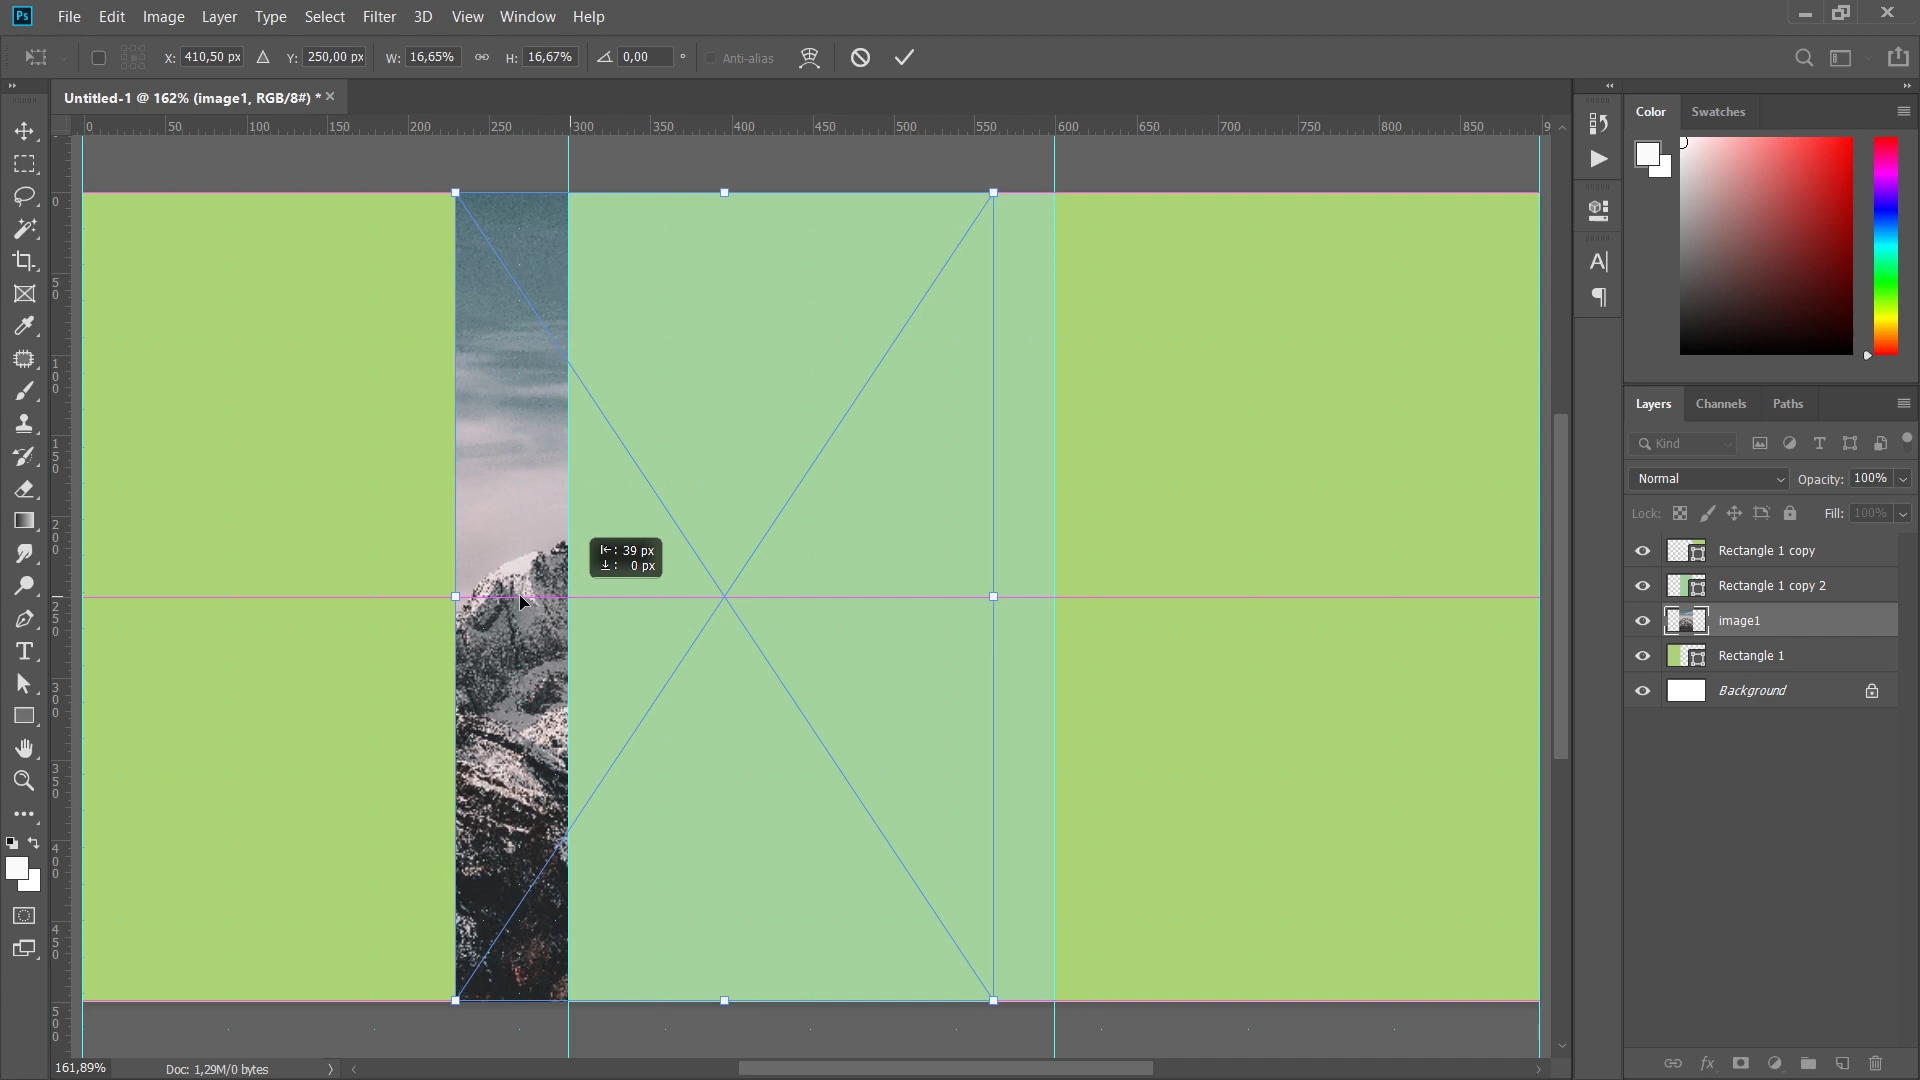 Ps File Edit Image Layer Type Select Filter 3D View Window Help
X: 410,50 px Y: 250,00 px W: 16,65% H: 16,67% 0,00 ° Anti-alias
Untitled-1 @ 162% (image1, RGB/8#) * ×
0 50 100 150 200 250 300 350 400 450 500 550 600 650 700 750 800 850 9
0
50
100
150
200
250
300
350
400
450
500
39 px
0 px
Color Swatches
Layers Channels Paths
Kind
Normal Opacity: 100%
Lock: Fill: 100%
Rectangle 1 copy
Rectangle 1 copy 2
image1
Rectangle 1
Background
161,89% Doc: 1,29M/0 bytes